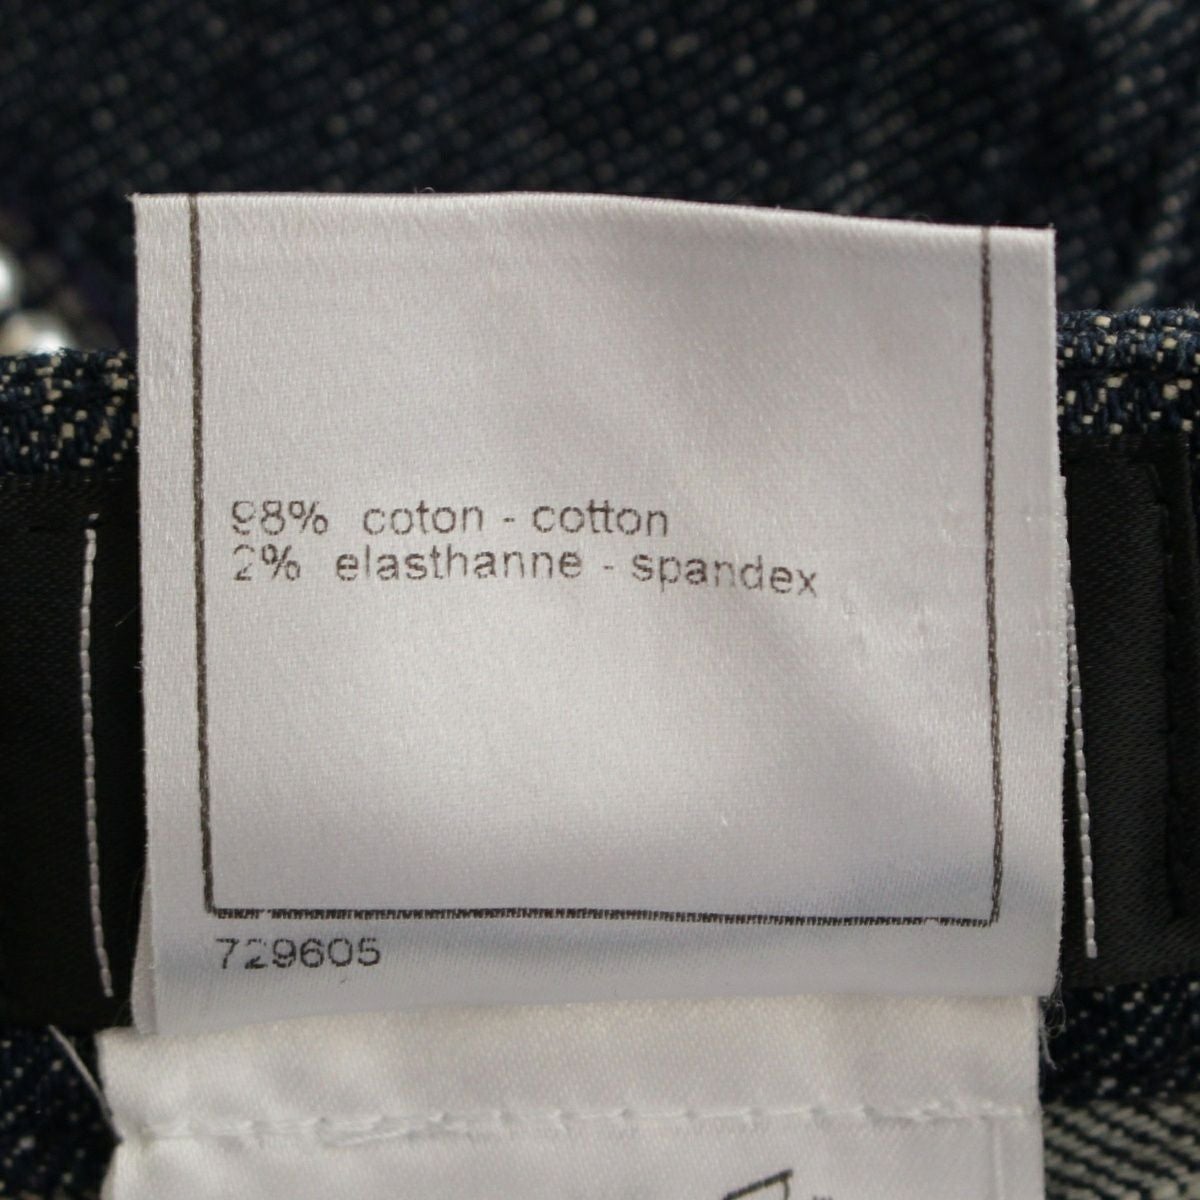 98% coton - cotton
2% elasthanne - spandex
729605